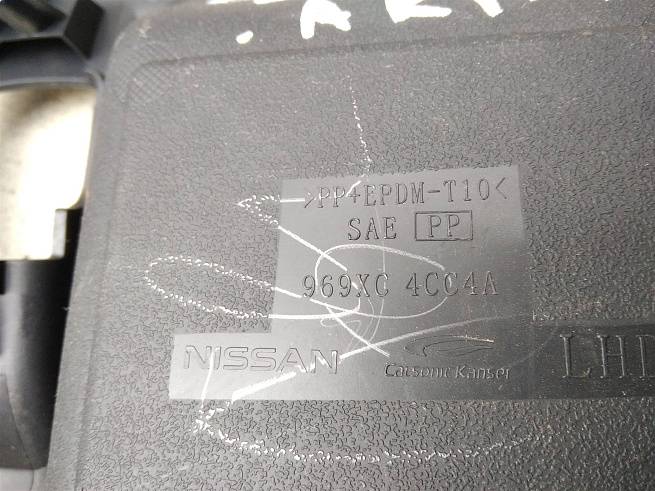 >PP+EPDM-T10<
SAE PP
969XC 4CC4A
NISSAN Calsonic Kansei LHD